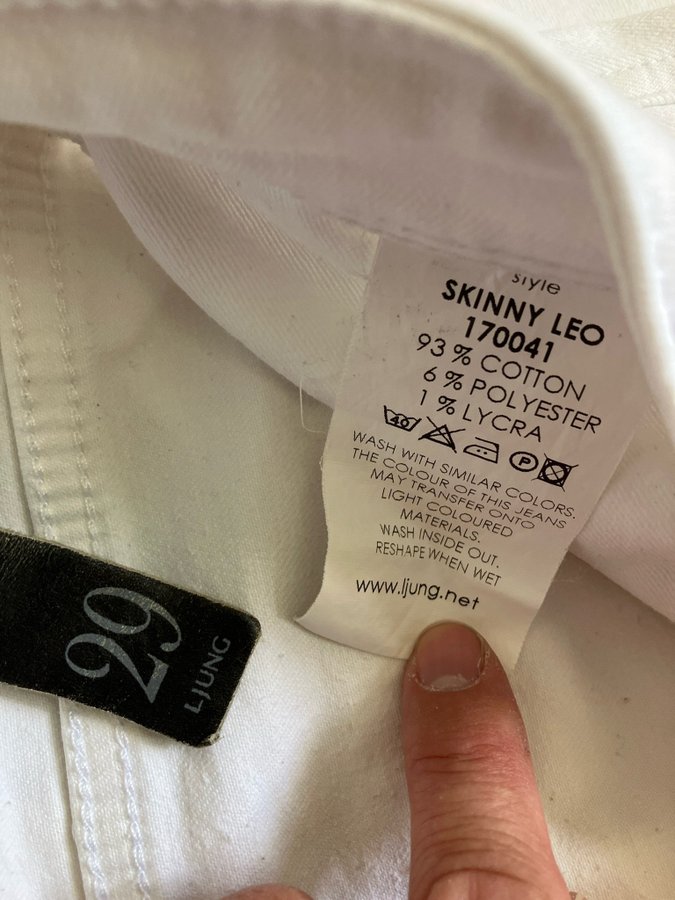 style
SKINNY LEO
170041
93 % COTTON
6 % POLYESTER
1 % LYCRA
40 P
WASH WITH SIMILAR COLORS.
THE COLOUR OF THIS JEANS
MAY TRANSFER ONTO
LIGHT COLOURED
MATERIALS.
WASH INSIDE OUT.
RESHAPE WHEN WET
www.ljung.net
29
LJUNG